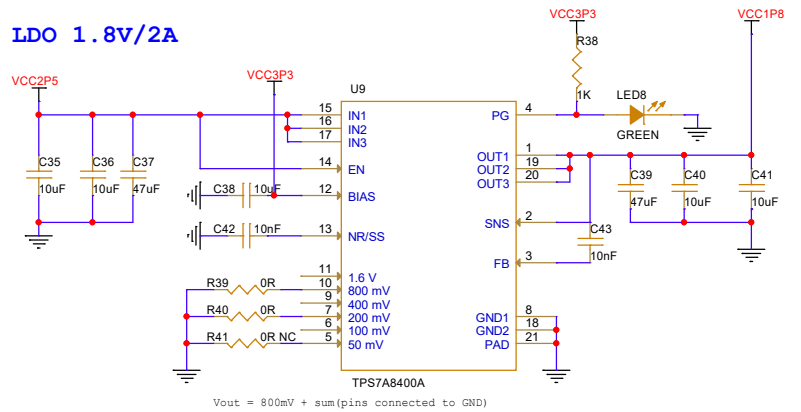 LDO 1.8V/2A
VCC2P5
VCC3P3
VCC3P3
VCC1P8
R38
1K
LED8
GREEN
U9
15 IN1
16 IN2
17 IN3
14 EN
12 BIAS
13 NR/SS
11 1.6 V
10 800 mV
9 400 mV
7 200 mV
6 100 mV
5 50 mV
PG 4
OUT1 1
OUT2 19
OUT3 20
SNS 2
FB 3
GND1 8
GND2 18
PAD 21
C35
10uF
C36
10uF
C37
47uF
C38 10uF
C42 10nF
R39 0R
R40 0R
R41 0R NC
C39
47uF
C40
10uF
C41
10uF
C43
10nF
TPS7A8400A
Vout = 800mV + sum(pins connected to GND)